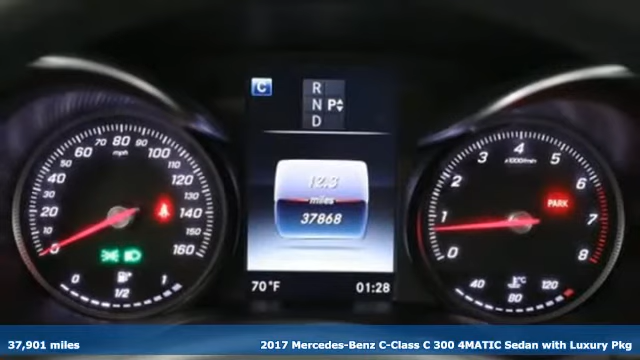 C
R
N P
D
12.3
miles
37868
70°F 01:28
0
10
20
30
40
50
60
70
80
90
100
110
120
130
140
150
160
mph
0 1/2 1
0
1
2
3
4
5
6
7
8
x1000/min
PARK
40 80 120
°C
37,901 miles
2017 Mercedes-Benz C-Class C 300 4MATIC Sedan with Luxury Pkg